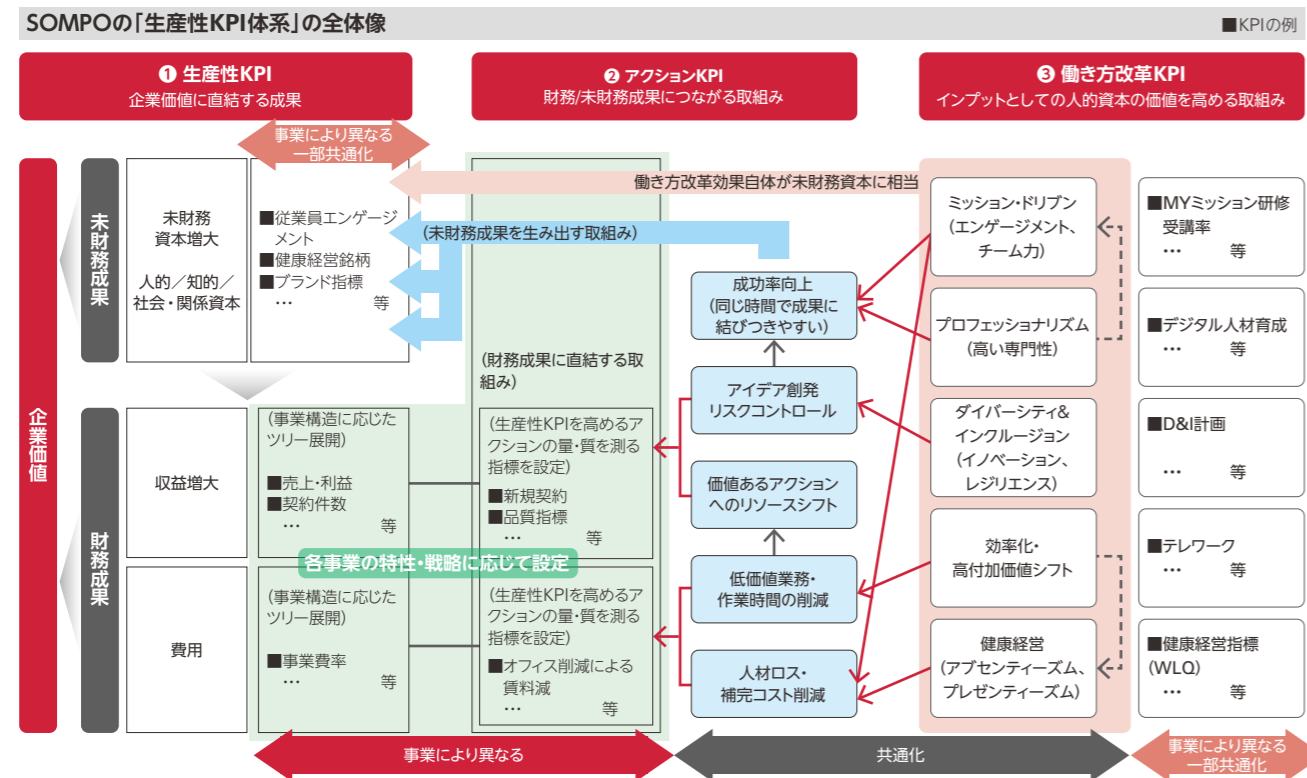 SOMPOの「生産性KPI体系」の全体像
■KPIの例
❶ 生産性KPI
企業価値に直結する成果
❷ アクションKPI
財務/未財務成果につながる取組み
❸ 働き方改革KPI
インプットとしての人的資本の価値を高める取組み
事業により異なる
一部共通化
働き方改革効果自体が未財務資本に相当
企業価値
未財務成果
未財務
資本増大
人的／知的／
社会・関係資本
■従業員エンゲージ
メント
■健康経営銘柄
■ブランド指標
… 等
(未財務成果を生み出す取組み)
(財務成果に直結する取
組み)
財務成果
収益増大
(事業構造に応じた
ツリー展開)
■売上・利益
■契約件数
… 等
(生産性KPIを高めるア
クションの量・質を測る
指標を設定)
■新規契約
■品質指標
… 等
各事業の特性・戦略に応じて設定
費用
(事業構造に応じた
ツリー展開)
■事業費率
… 等
(生産性KPIを高めるア
クションの量・質を測る
指標を設定)
■オフィス削減による
賃料減
… 等
成功率向上
(同じ時間で成果に
結びつきやすい)
アイデア創発
リスクコントロール
価値あるアクション
へのリソースシフト
低価値業務・
作業時間の削減
人材ロス・
補完コスト削減
ミッション・ドリブン
(エンゲージメント、
チーム力)
プロフェッショナリズム
(高い専門性)
ダイバーシティ&
インクルージョン
(イノベーション、
レジリエンス)
効率化・
高付加価値シフト
健康経営
(アブセンティーズム、
プレゼンティーズム)
■MYミッション研修
受講率
… 等
■デジタル人材育成
… 等
■D&I計画
… 等
■テレワーク
… 等
■健康経営指標
(WLQ)
… 等
事業により異なる
共通化
事業により異なる
一部共通化